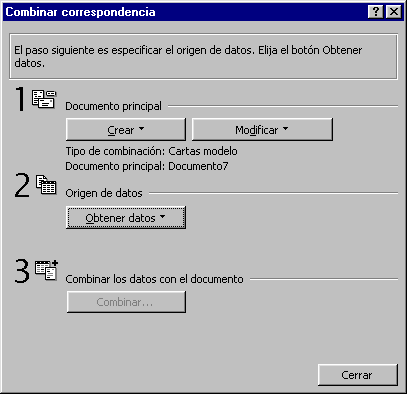 Combinar correspondencia
El paso siguiente es especificar el origen de datos. Elija el botón Obtener
datos.
1 Documento principal
Crear Modificar
Tipo de combinación: Cartas modelo
Documento principal: Documento7
2 Origen de datos
Obtener datos
3 Combinar los datos con el documento
Combinar...
Cerrar